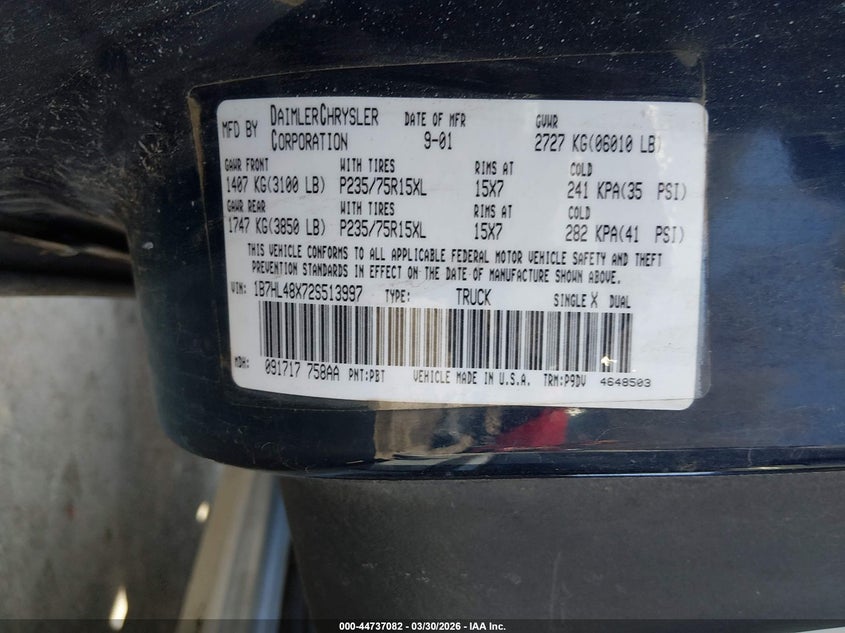 MFD BY DAIMLERCHRYSLER CORPORATION DATE OF MFR 9-01 GVWR 2727 KG(06010 LB)
GAWR FRONT WITH TIRES RIMS AT COLD
1407 KG(3100 LB) P235/75R15XL 15X7 241 KPA(35 PSI)
GAWR REAR WITH TIRES RIMS AT COLD
1747 KG(3850 LB) P235/75R15XL 15X7 282 KPA(41 PSI)
THIS VEHICLE CONFORMS TO ALL APPLICABLE FEDERAL MOTOR VEHICLE SAFETY AND THEFT
PREVENTION STANDARDS IN EFFECT ON THE DATE OF MANUFACTURE SHOWN ABOVE.
VIN: 1B7HL48X72S513997 TYPE: TRUCK SINGLE X DUAL
MDH: 091717 758AA PNT:PBT VEHICLE MADE IN U.S.A. TRM:P9DV 4648503
000-44737082 — 03/30/2026 — IAA Inc.